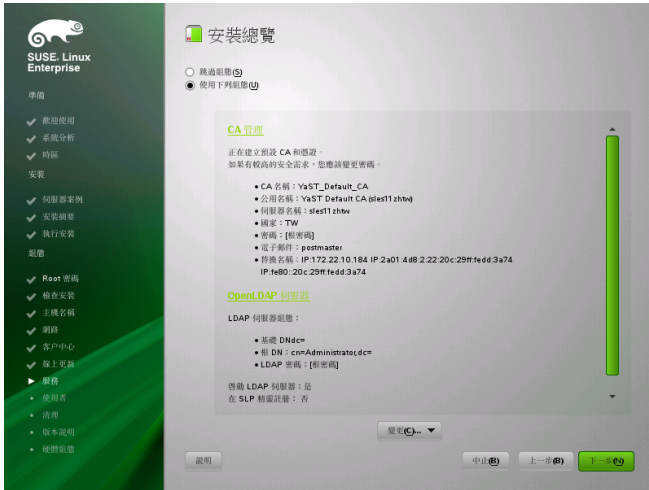 SUSE. Linux
Enterprise
準備
歡迎使用
系統分析
時區
安裝
伺服器案例
安裝摘要
執行安裝
組態
Root 密碼
檢查安裝
主機名稱
網路
客戶中心
線上更新
服務
使用者
清理
版本說明
硬體組態
安裝總覽
跳過組態(S)
使用下列組態(U)
CA 管理
正在建立預設 CA 和憑證。
如果有較高的安全需求,您應該變更密碼。
CA 名稱:YaST_Default_CA
公用名稱:YaST Default CA (sles11zhtw)
伺服器名稱:sles11zhtw
國家:TW
密碼:[根密碼]
電子郵件:postmaster
替換名稱:IP:172.22.10.184 IP:2a01:4d8:2:22:20c:29ff:fedd:3a74
IP:fe80::20c:29ff:fedd:3a74
OpenLDAP 伺服器
LDAP 伺服器組態:
基礎 DNdc=
根 DN:cn=Administrator,dc=
LDAP 密碼:[根密碼]
啟動 LDAP 伺服器:是
在 SLP 精靈註冊: 否
變更(C)...
說明
中止(B)
上一步(B)
下一步(N)